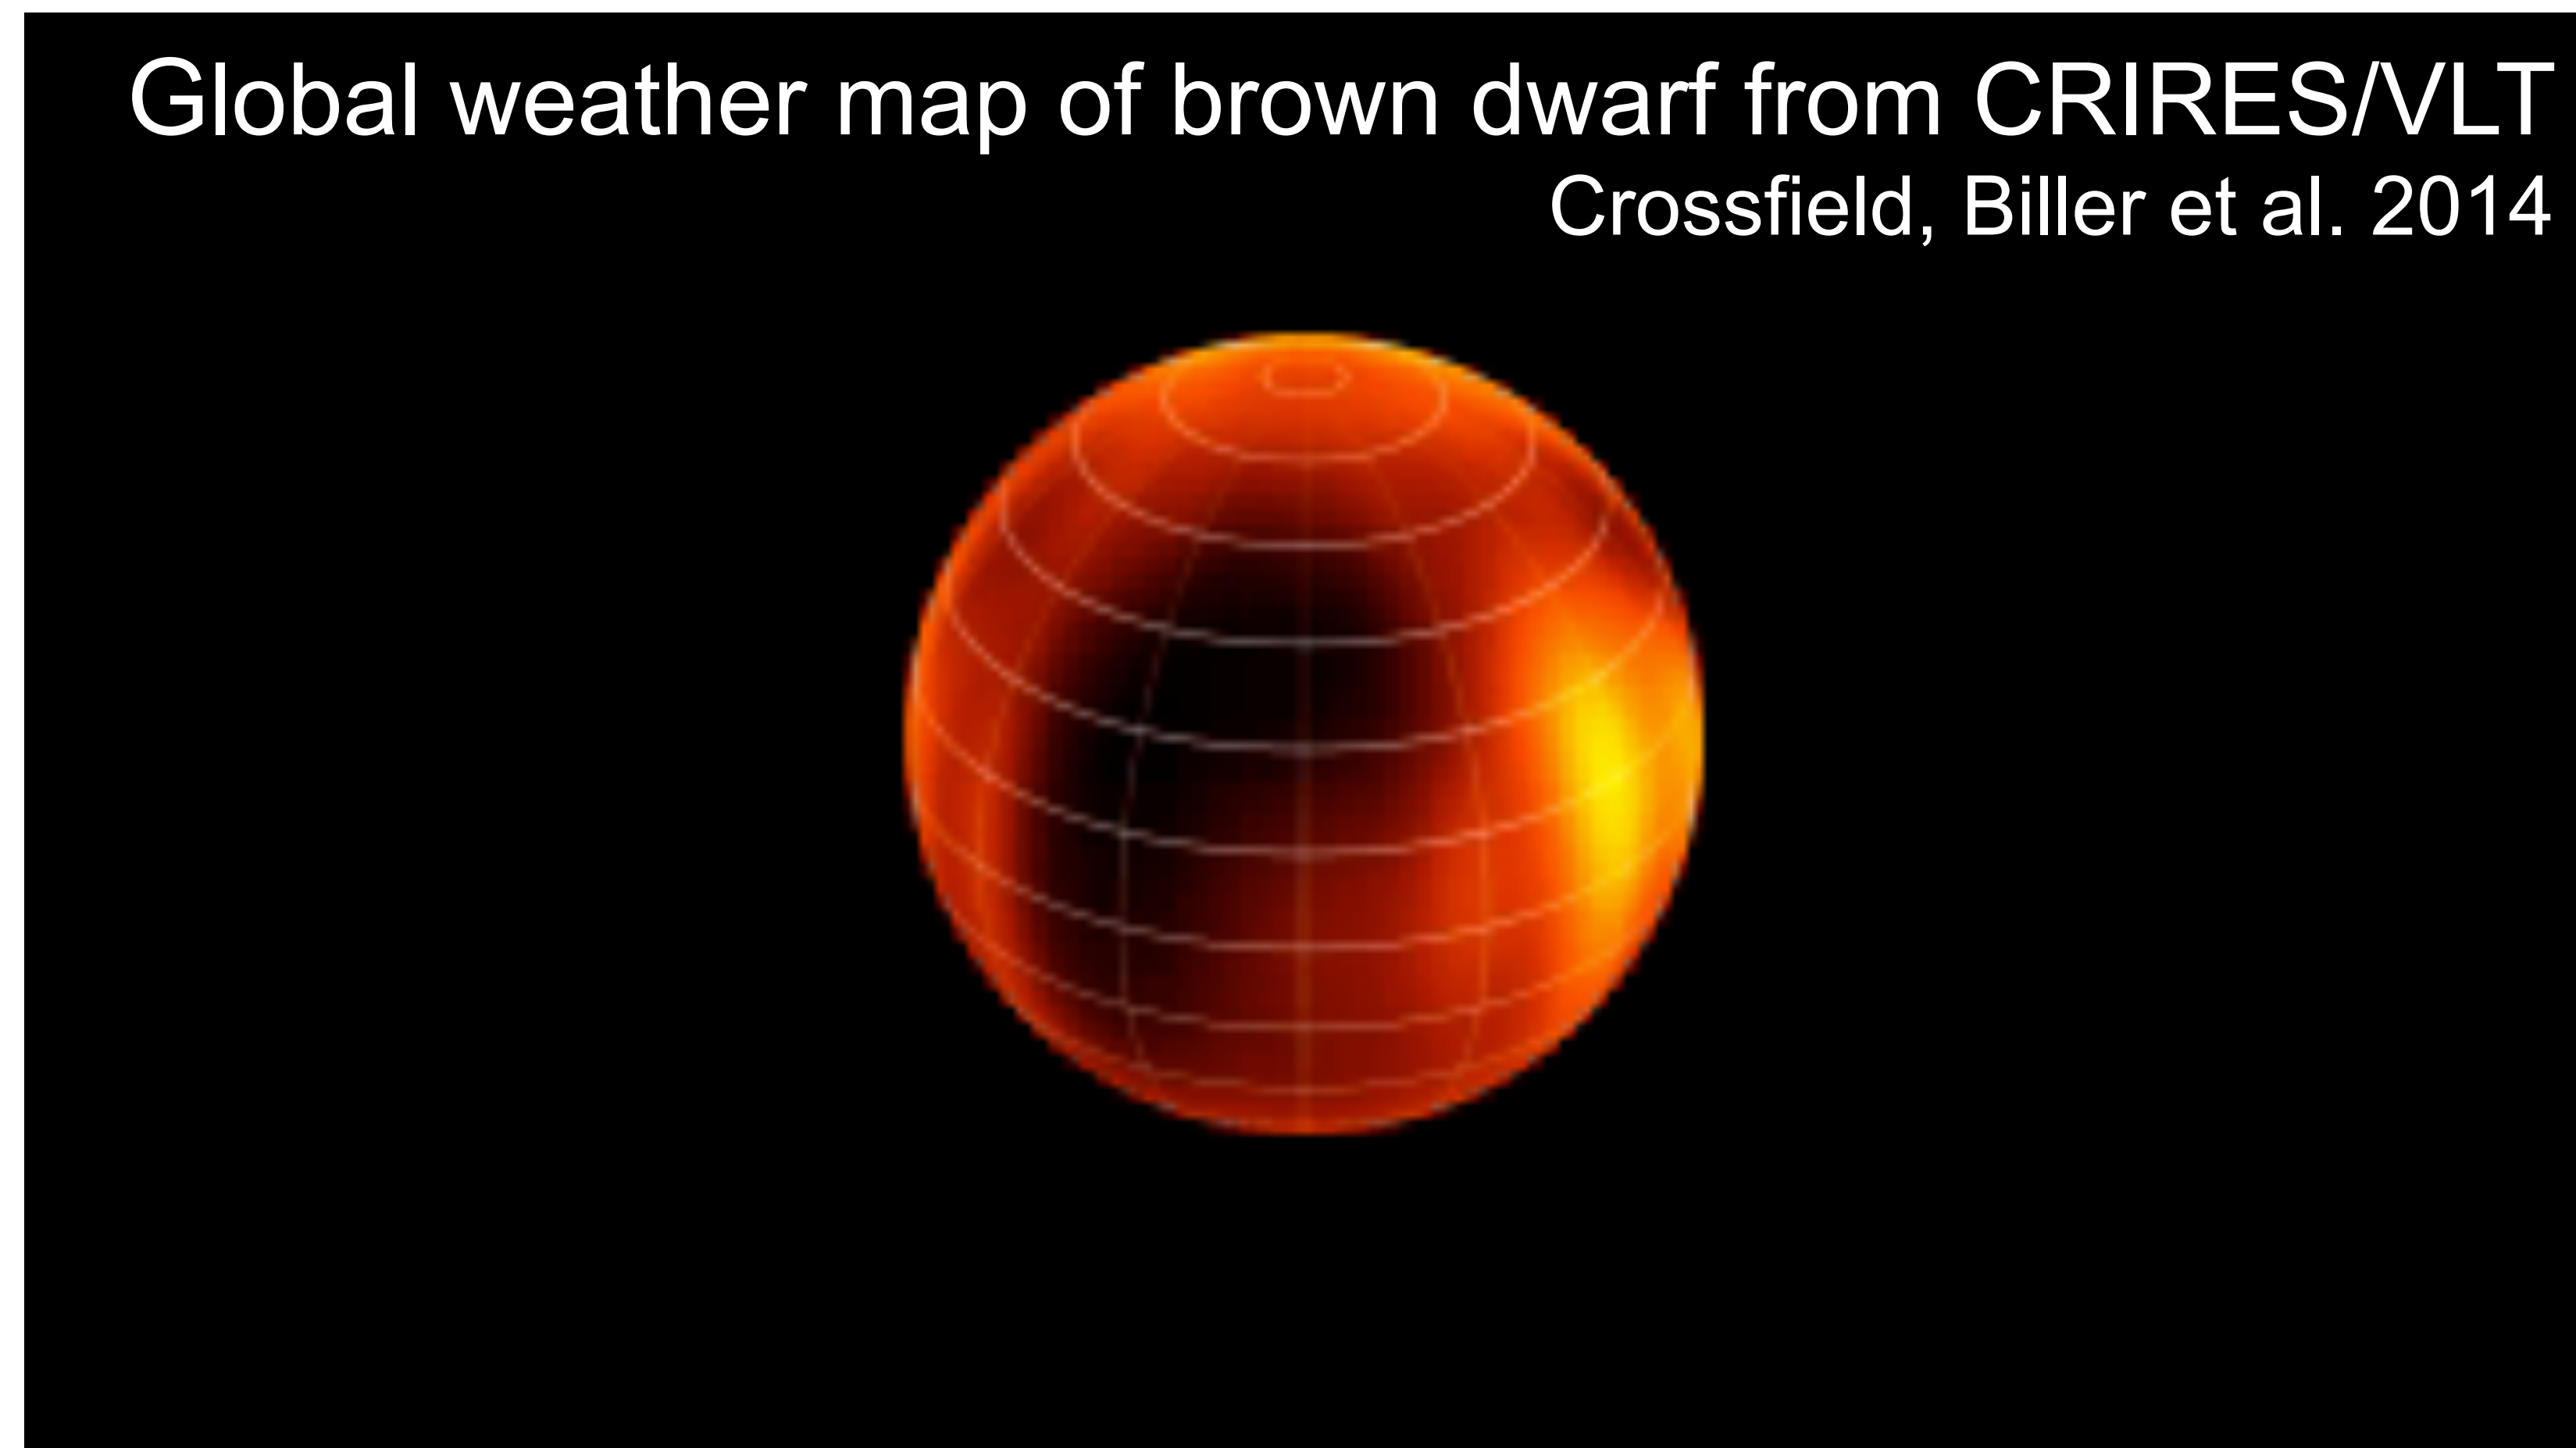 Global weather map of brown dwarf from CRIRES/VLT
Crossfield, Biller et al. 2014